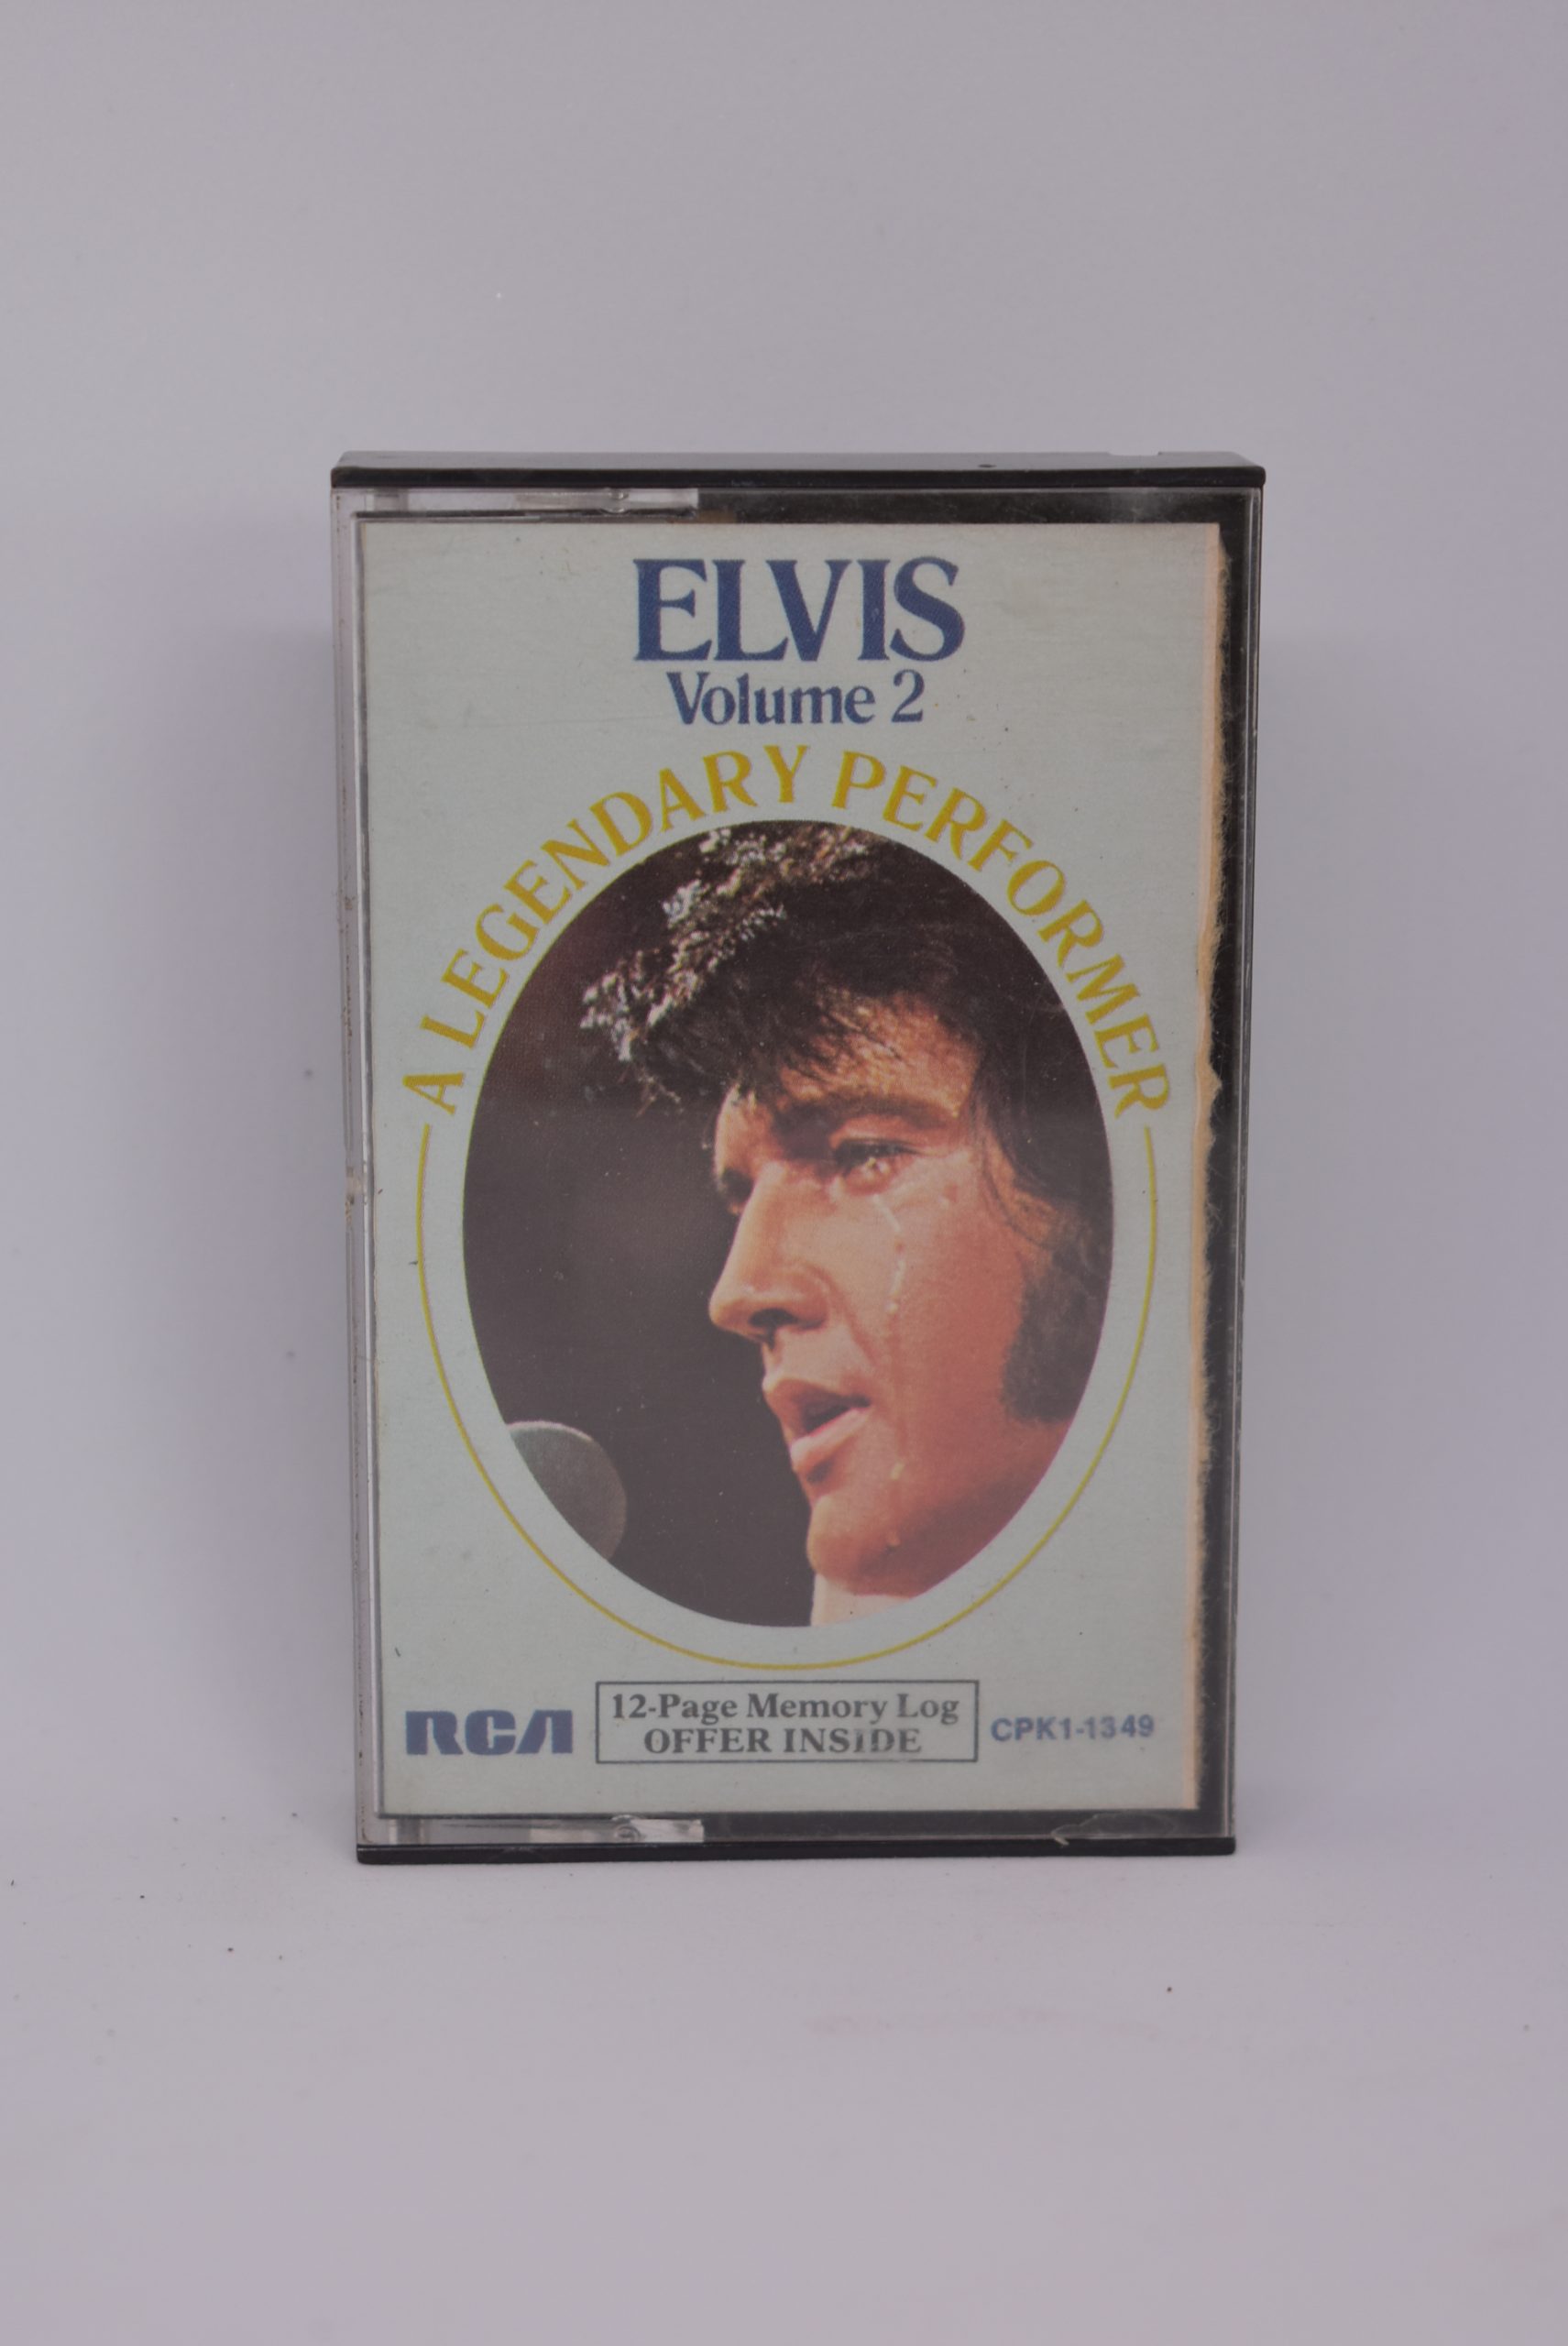 ELVIS
Volume 2
A LEGENDARY PERFORMER
RCA
12-Page Memory Log
OFFER INSIDE
CPK1-1349